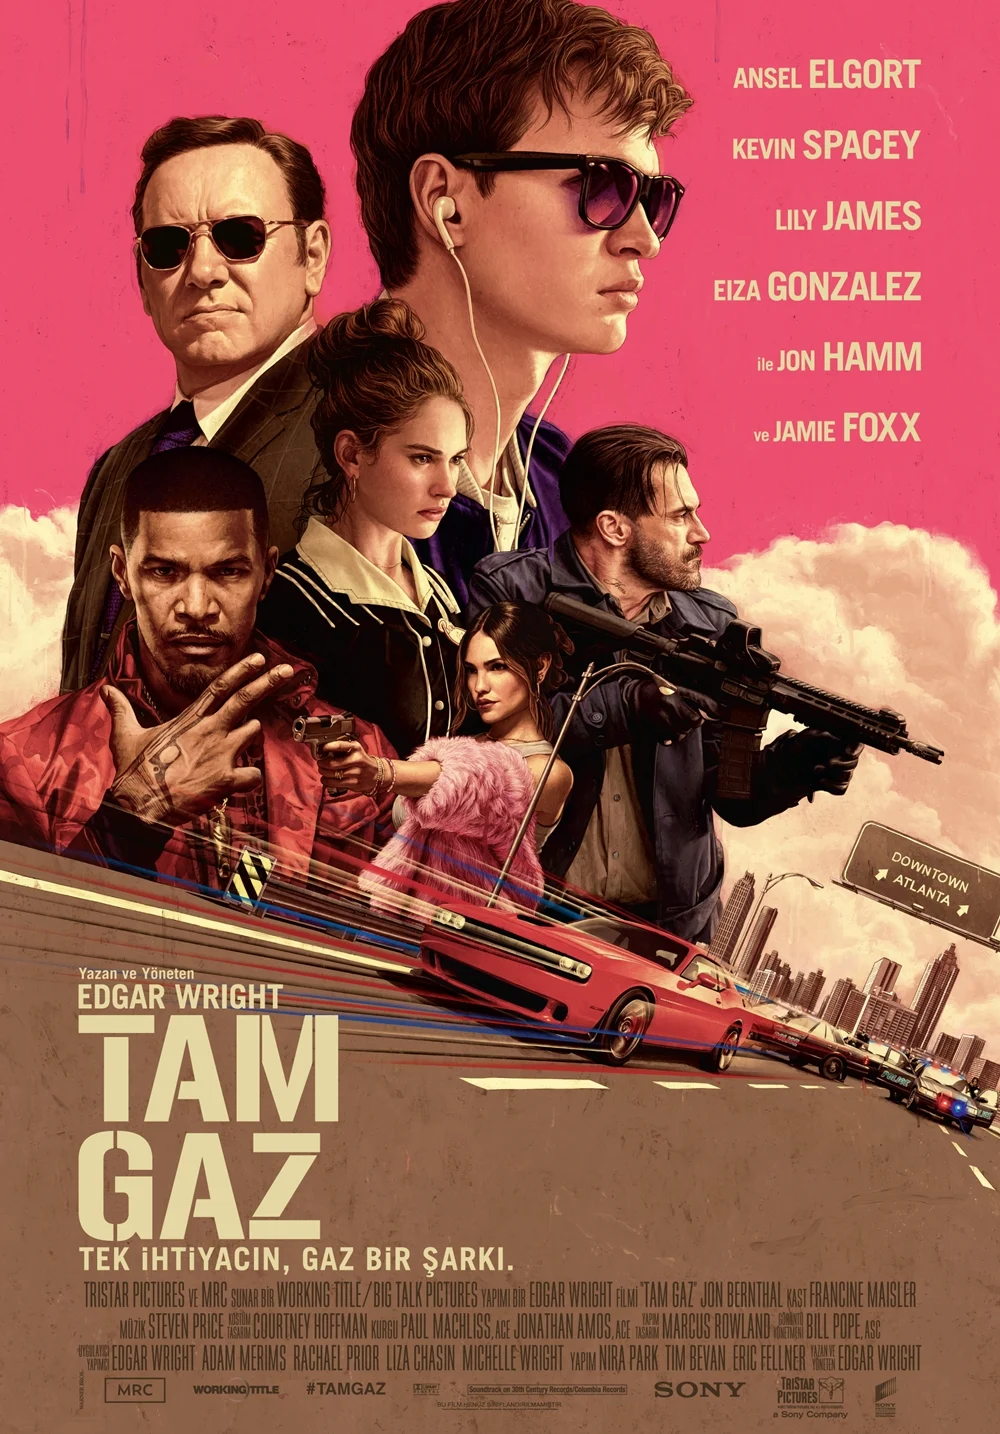 ANSEL ELGORT
KEVIN SPACEY
LILY JAMES
EIZA GONZALEZ
ile JON HAMM
ve JAMIE FOXX
DOWNTOWN
ATLANTA
Yazan ve Yöneten
EDGAR WRIGHT
TAM
GAZ
TEK İHTİYACIN, GAZ BİR ŞARKI.
TRISTAR PICTURES VE MRC SUNAR BİR WORKING TITLE/BIG TALK PICTURES YAPIMI BİR EDGAR WRIGHT FİLMİ "TAM GAZ" JON BERNTHAL KAST FRANCINE MAISLER
MÜZİK STEVEN PRICE KOSTÜM TASARIM COURTNEY HOFFMAN KURGU PAUL MACHLISS, ACE JONATHAN AMOS, ACE YAPIM TASARIM MARCUS ROWLAND GÖRÜNTÜ YÖNETMENİ BILL POPE, ASC
UYGULAYICI YAPIMCI EDGAR WRIGHT ADAM MERIMS RACHAEL PRIOR LIZA CHASIN MICHELLE WRIGHT YAPIM NIRA PARK TIM BEVAN ERIC FELLNER YAZAN VE YÖNETEN EDGAR WRIGHT
MRC WORKING TITLE #TAMGAZ Soundtrack on 30th Century Records/Columbia Records SONY TRISTAR PICTURES
a Sony Company
BU FİLM HENÜZ SINIFLANDIRILMAMIŞTIR.